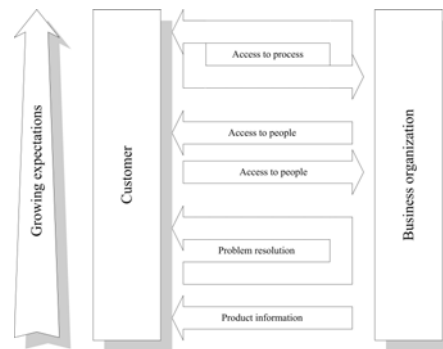 Growing expectations
Customer
Access to process
Access to people
Access to people
Problem resolution
Product information
Business organization